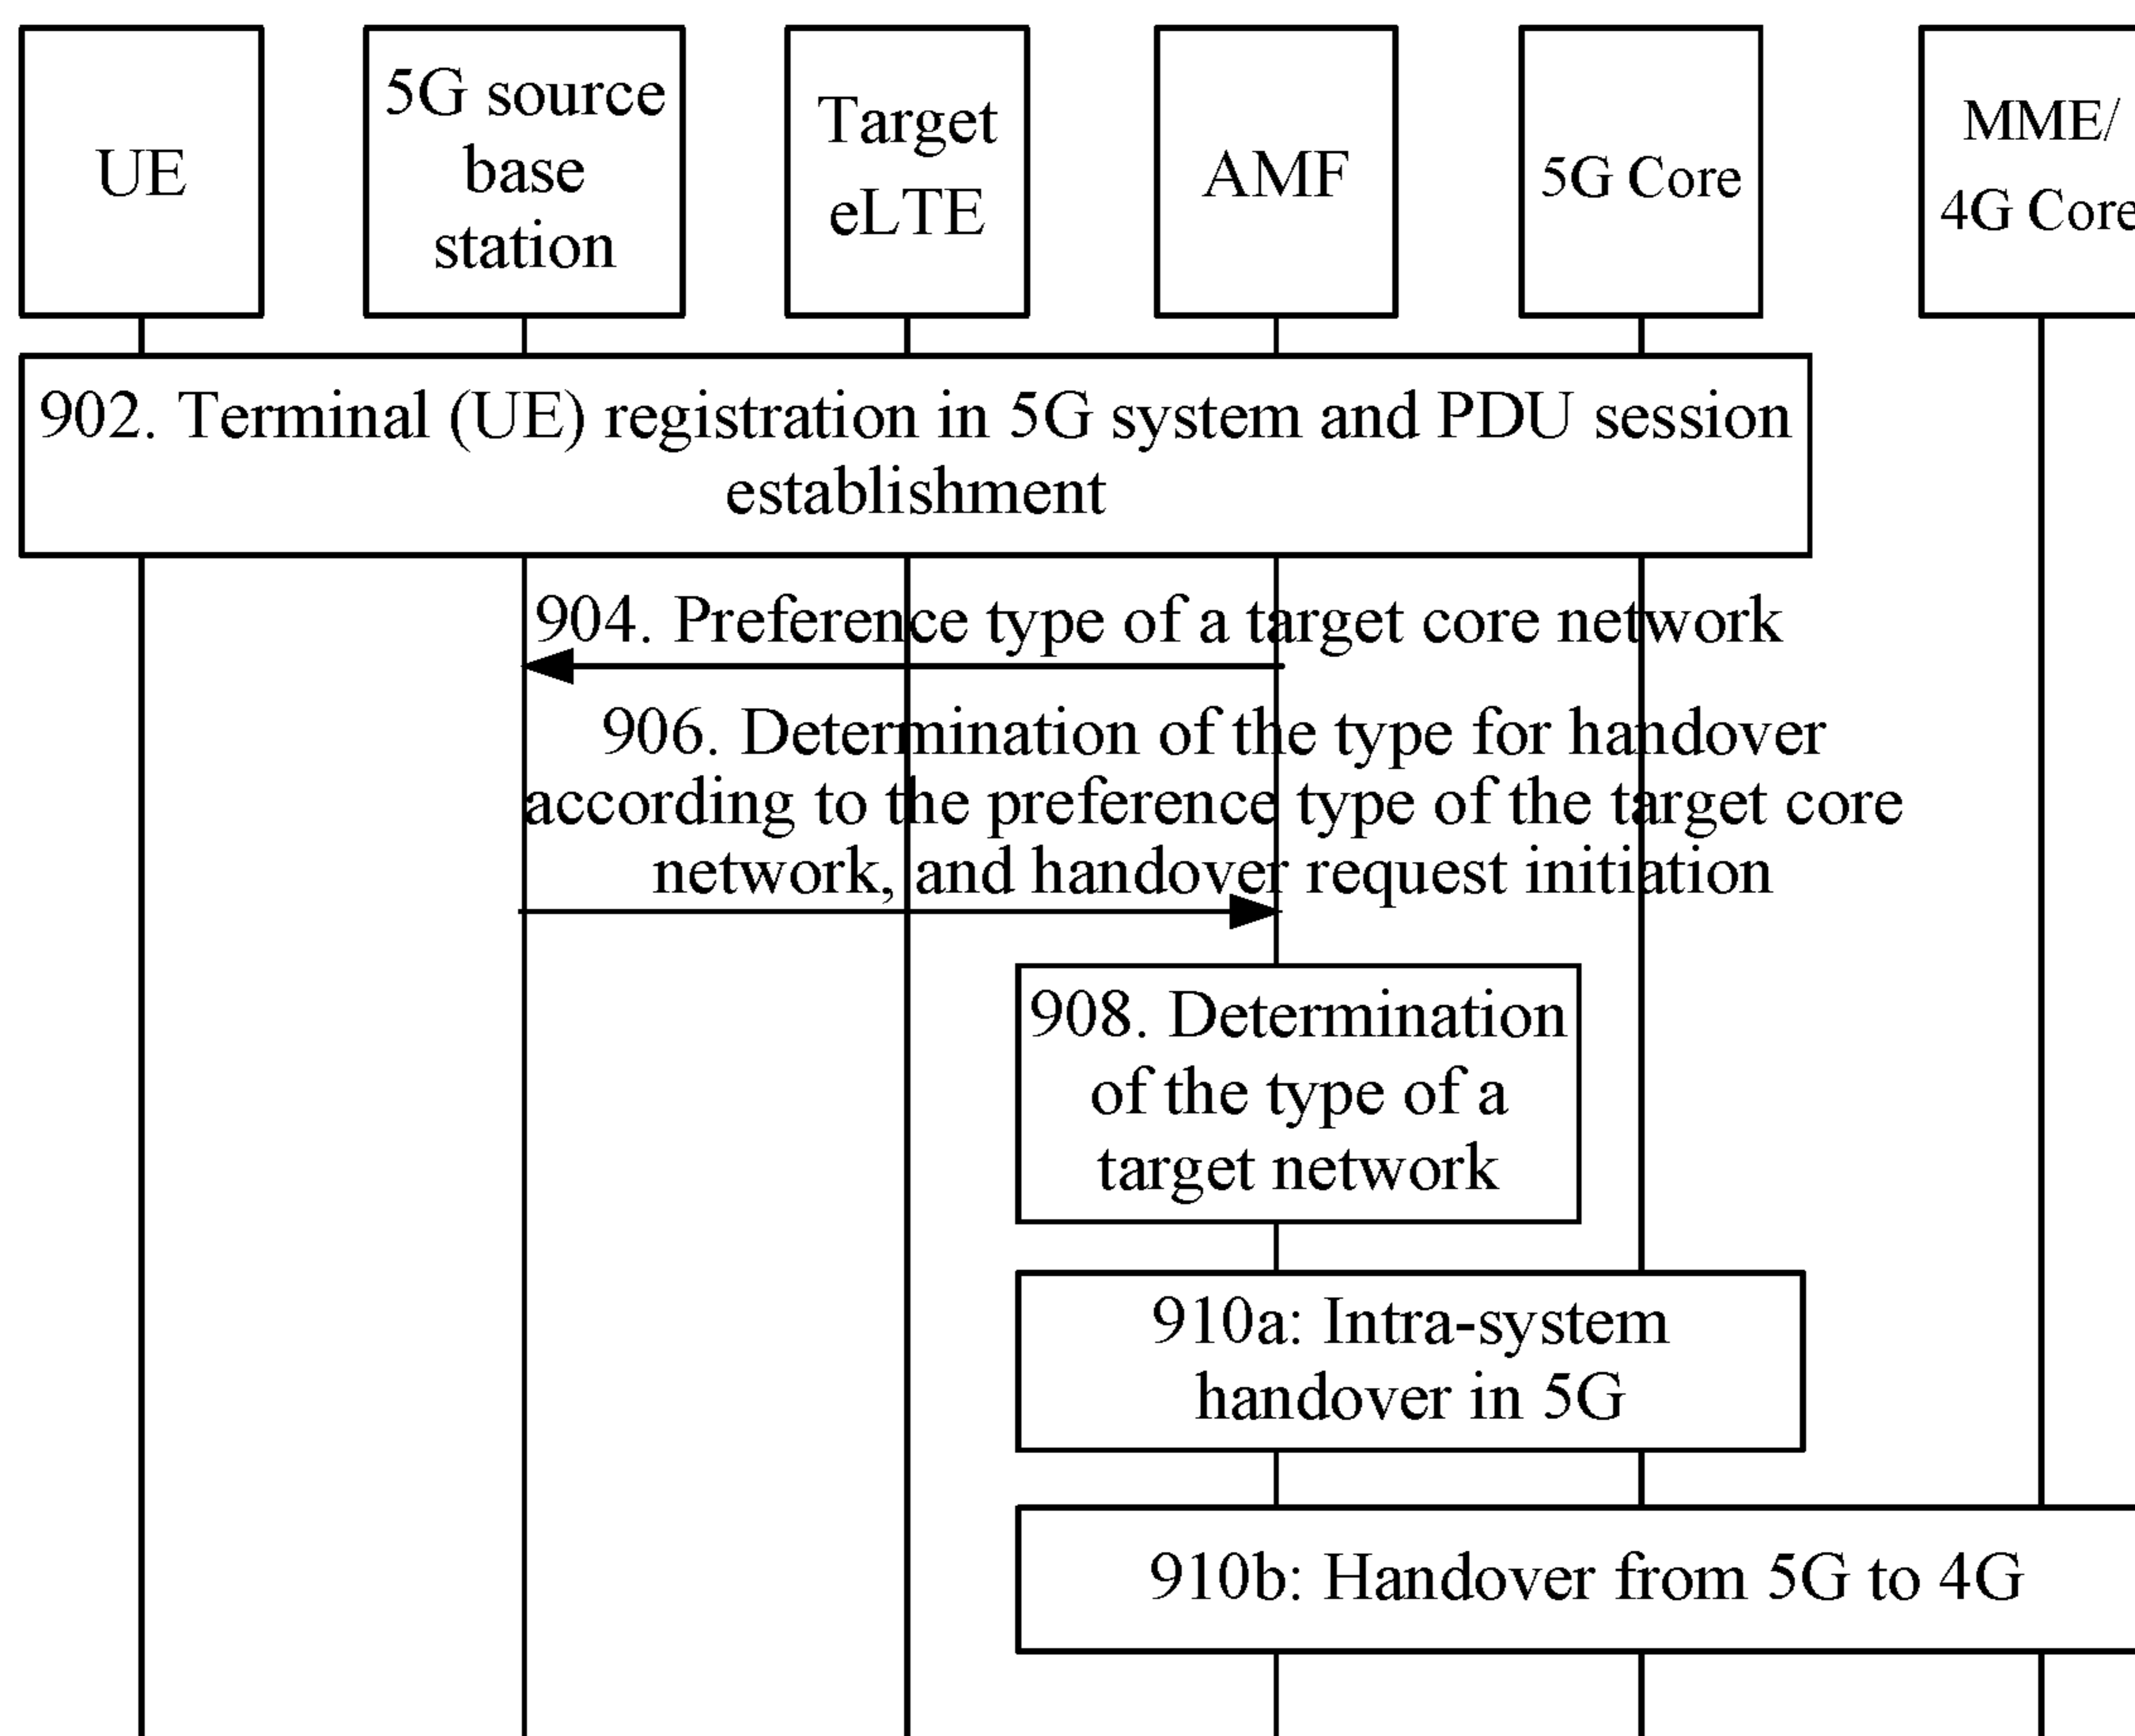 UE
5G source
base
station
Target
eLTE
AMF
5G Core
MME/
4G Core
902. Terminal (UE) registration in 5G system and PDU session
establishment
904. Preference type of a target core network
906. Determination of the type for handover
according to the preference type of the target core
network, and handover request initiation
908. Determination
of the type of a
target network
910a: Intra-system
handover in 5G
910b: Handover from 5G to 4G